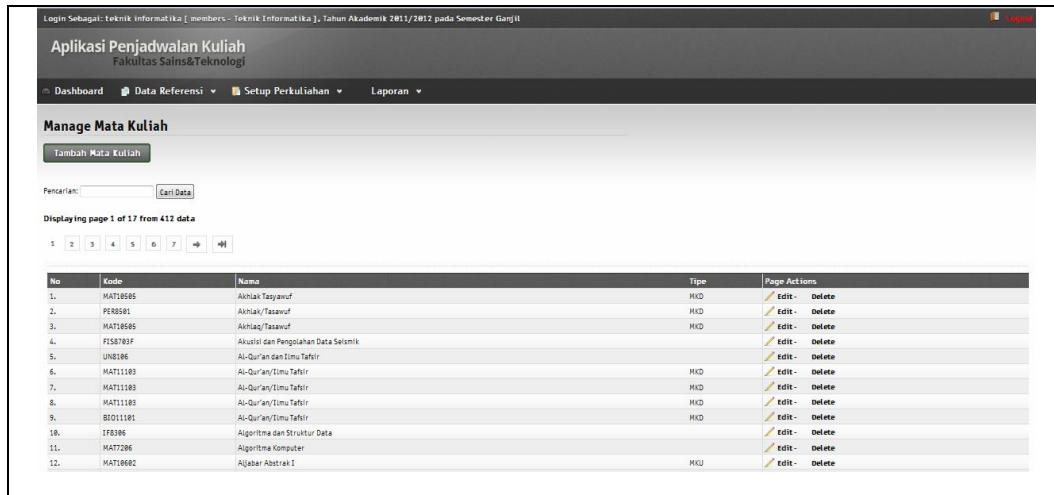 Login Sebagai: teknik informatika [ members - Teknik Informatika ], Tahun Akademik 2011/2012 pada Semester Ganjil Logout
Aplikasi Penjadwalan Kuliah
Fakultas Sains&Teknologi
Dashboard Data Referensi Setup Perkuliahan Laporan
Manage Mata Kuliah
Tambah Mata Kuliah
Pencarian: Cari Data
Displaying page 1 of 17 from 412 data
1 2 3 4 5 6 7
No Kode Nama Tipe Page Actions
1. MAT10505 Akhlak Tasyawuf MKD Edit - Delete
2. PER8501 Akhlak/Tasawuf MKD Edit - Delete
3. MAT10505 Akhlaq/Tasawuf MKD Edit - Delete
4. FIS8703F Akusisi dan Pengolahan Data Seismik Edit - Delete
5. UN8106 Al-Qur'an dan Ilmu Tafsir Edit - Delete
6. MAT11103 Al-Qur'an/Ilmu Tafsir MKD Edit - Delete
7. MAT11103 Al-Qur'an/Ilmu Tafsir MKD Edit - Delete
8. MAT11103 Al-Qur'an/Ilmu Tafsir MKD Edit - Delete
9. BIO11101 Al-Qur'an/Ilmu Tafsir MKD Edit - Delete
10. IF8306 Algoritma dan Struktur Data Edit - Delete
11. MAT7206 Algoritma Komputer Edit - Delete
12. MAT10602 Aljabar Abstrak I MKU Edit - Delete